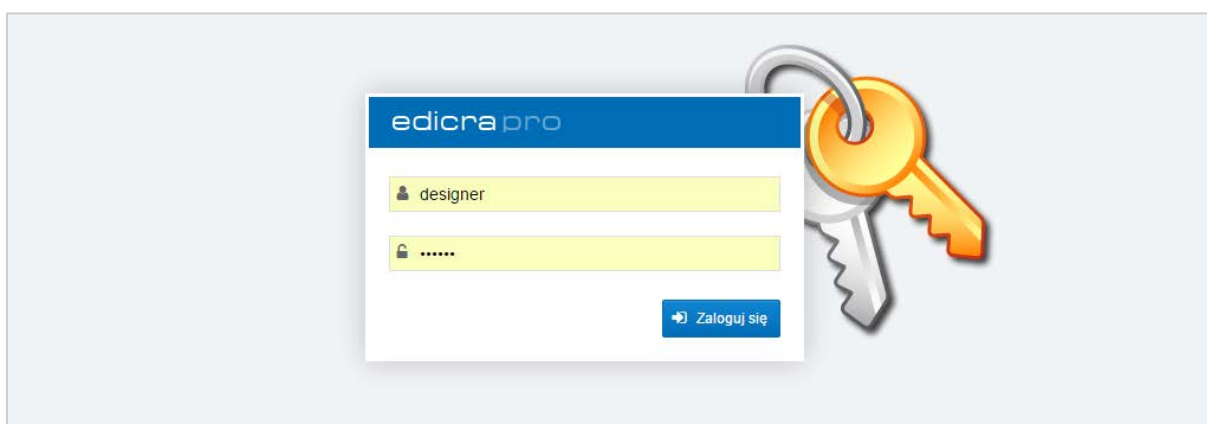 edicra pro
designer
••••••
Zaloguj się